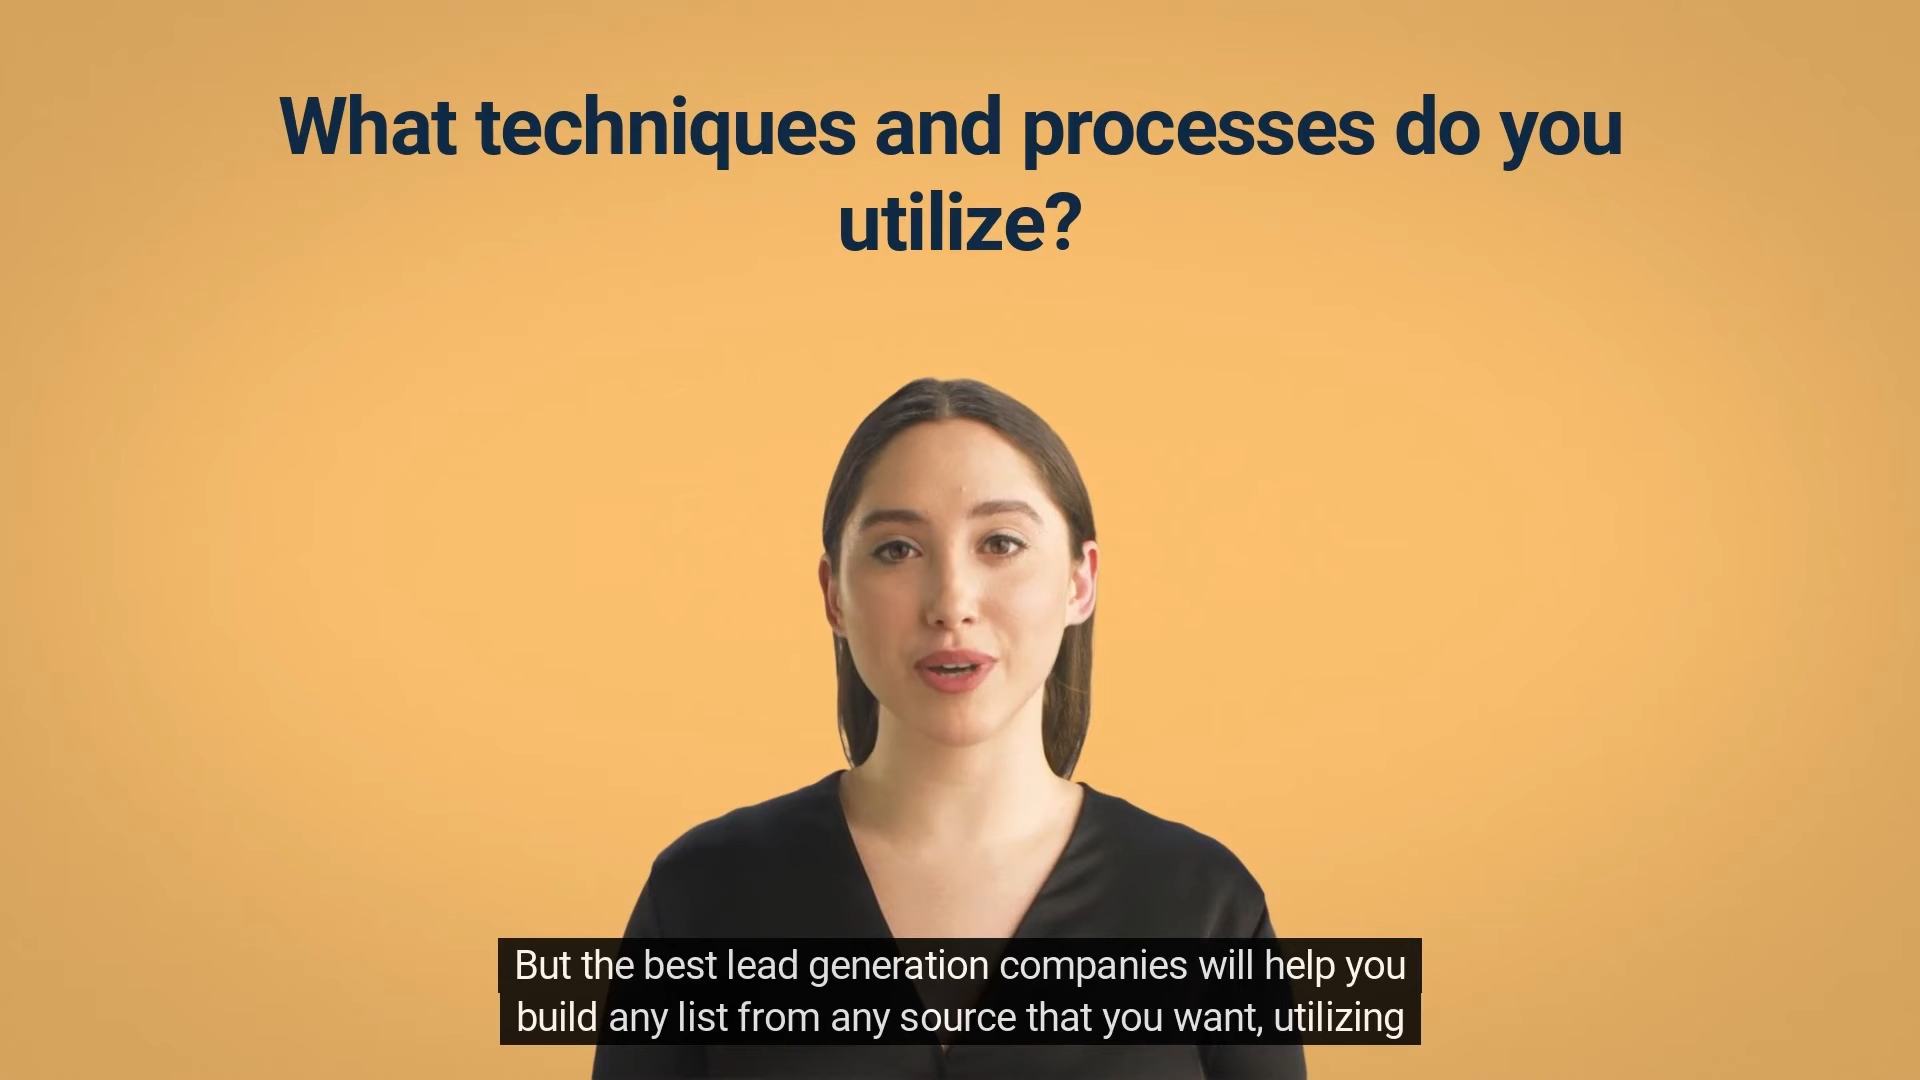 What techniques and processes do you
utilize?
But the best lead generation companies will help you
build any list from any source that you want, utilizing